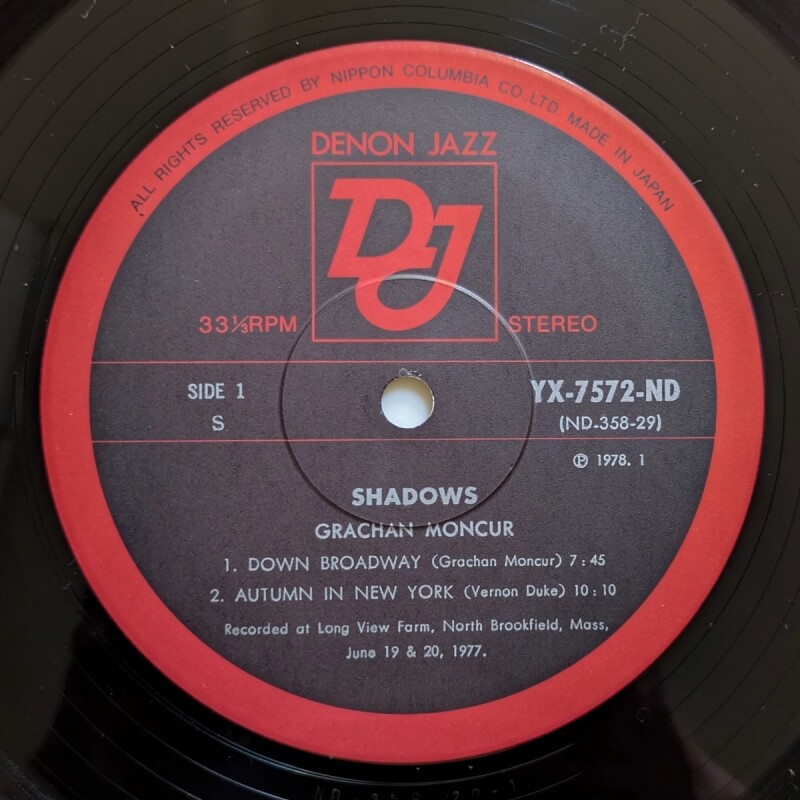 ALL RIGHTS RESERVED BY NIPPON COLUMBIA CO., LTD. MADE IN JAPAN
DENON JAZZ
DJ
33⅓RPM STEREO
SIDE 1 YX-7572-ND
S (ND-358-29)
Ⓟ 1978. 1
SHADOWS
GRACHAN MONCUR
1. DOWN BROADWAY (Grachan Moncur) 7:45
2. AUTUMN IN NEW YORK (Vernon Duke) 10:10
Recorded at Long View Farm, North Brookfield, Mass,
June 19 & 20, 1977.